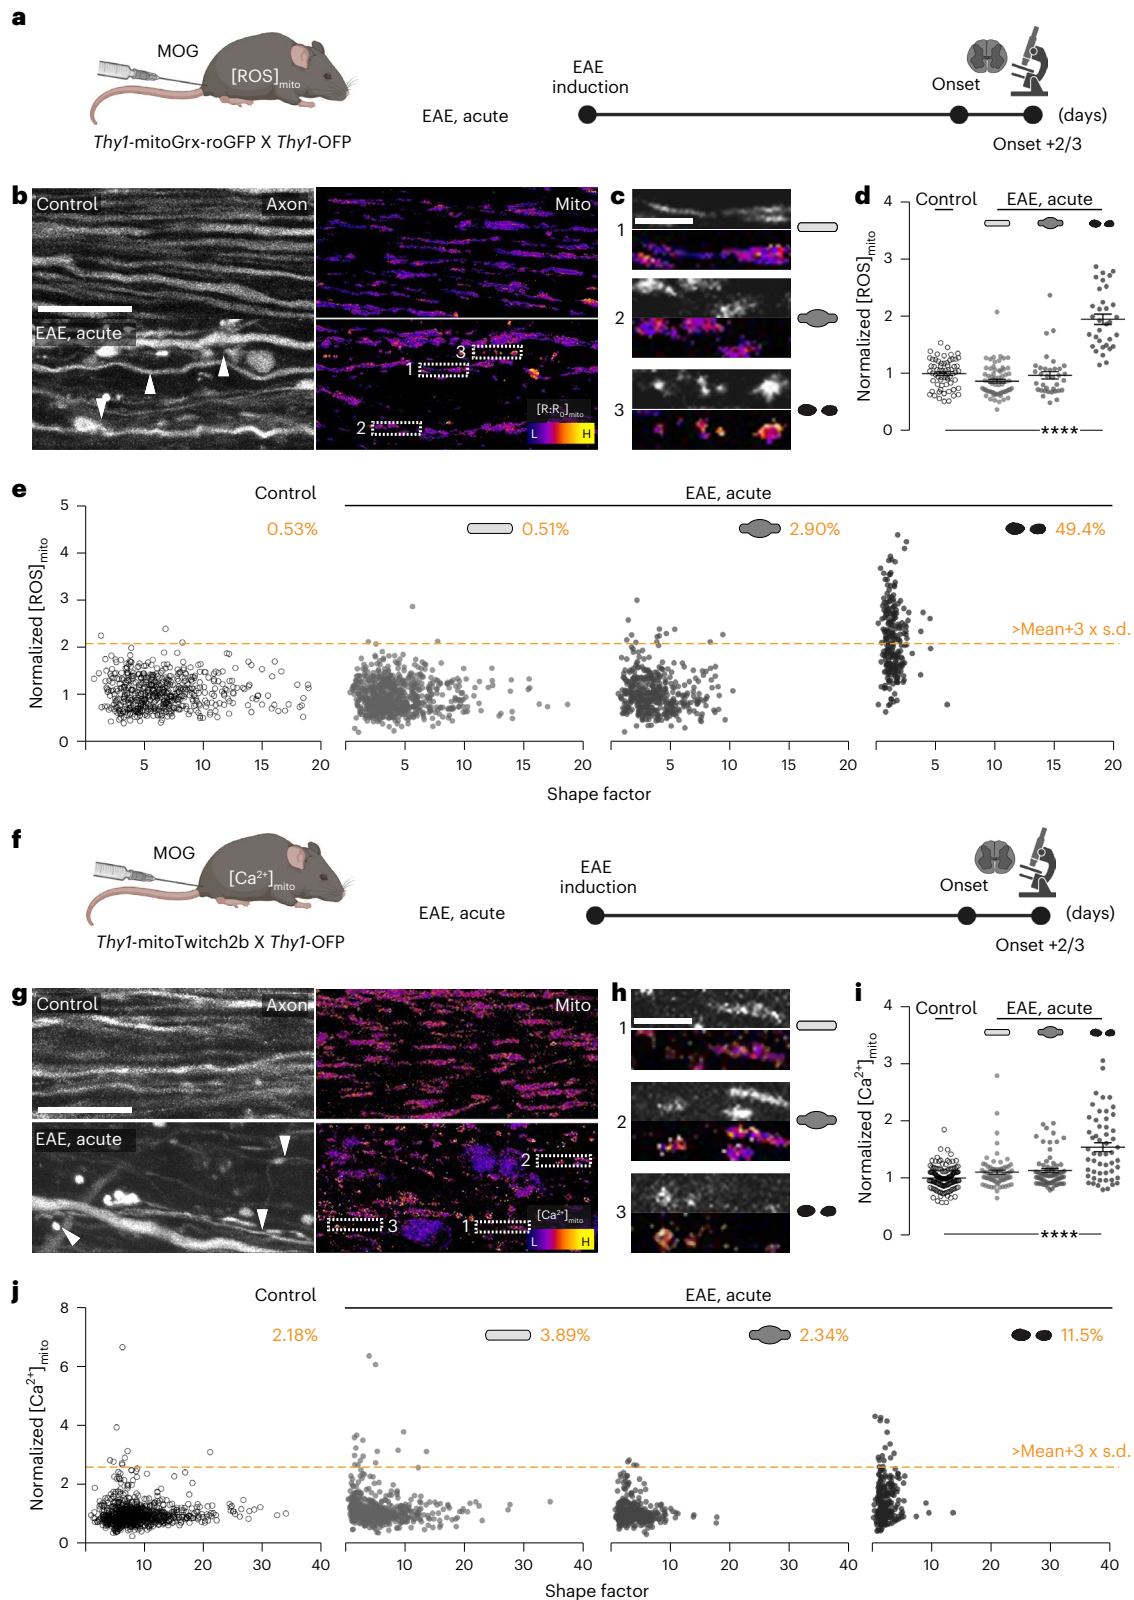 a
MOG
[ROS]mito
Thy1-mitoGrx-roGFP X Thy1-OFP
EAE, acute
EAE
induction
Onset
(days)
Onset +2/3
b
Control
Axon
Mito
EAE, acute
1
2
3
[R:R0]mito
L
H
c
1
2
3
d
Control
EAE, acute
Normalized [ROS]mito
4
3
2
1
0
****
e
Control
EAE, acute
0.53%
0.51%
2.90%
49.4%
>Mean+3 x s.d.
Normalized [ROS]mito
5
4
3
2
1
0
5 10 15 20
5 10 15 20
5 10 15 20
5 10 15 20
Shape factor
f
MOG
[Ca2+]mito
Thy1-mitoTwitch2b X Thy1-OFP
EAE, acute
EAE
induction
Onset
(days)
Onset +2/3
g
Control
Axon
Mito
EAE, acute
2
3
1
[Ca2+]mito
L
H
h
1
2
3
i
Control
EAE, acute
Normalized [Ca2+]mito
4
3
2
1
0
****
j
Control
EAE, acute
2.18%
3.89%
2.34%
11.5%
>Mean+3 x s.d.
Normalized [Ca2+]mito
8
6
4
2
0
10 20 30 40
10 20 30 40
10 20 30 40
10 20 30 40
Shape factor